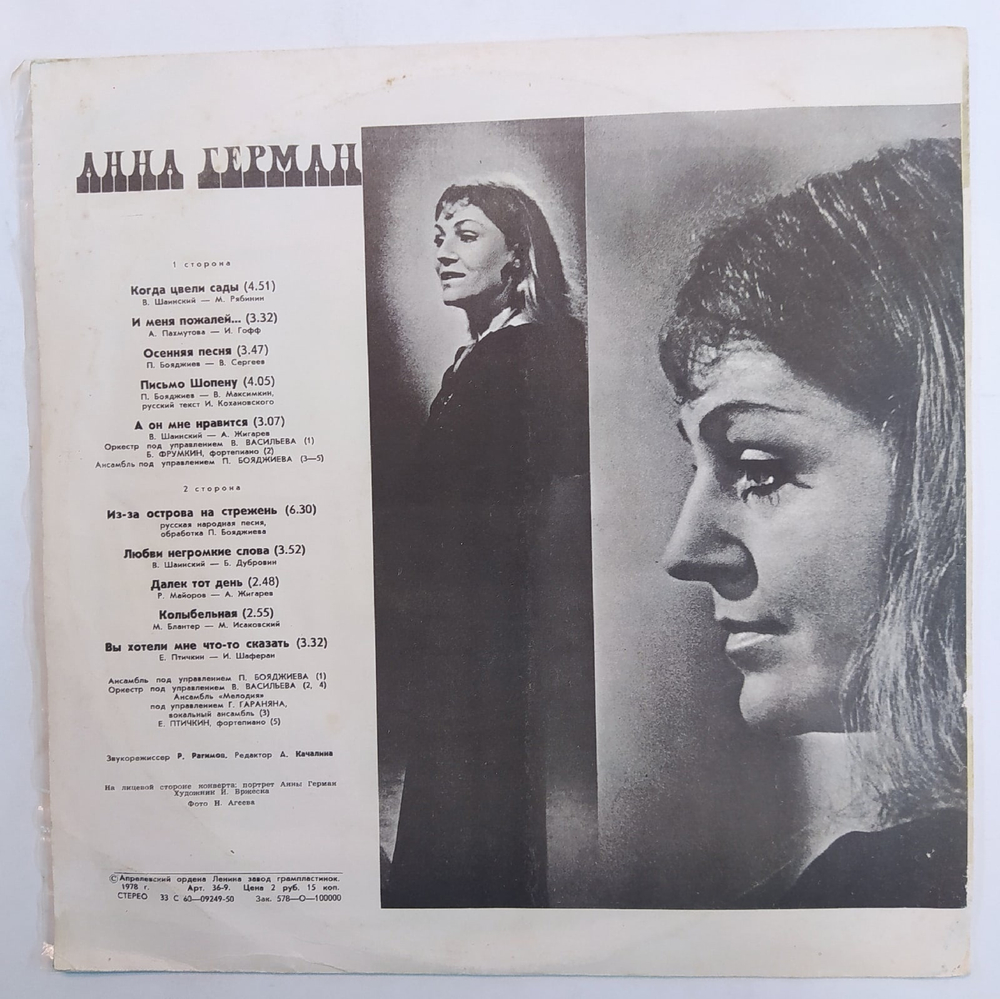 АННА ГЕРМАН
1 сторона
Когда цвели сады (4.51)
В. Шаинский — М. Рябинин
И меня пожалей... (3.32)
А. Пахмутова — И. Гофф
Осенняя песня (3.47)
П. Бояджиев — В. Сергеев
Письмо Шопену (4.05)
П. Бояджиев — В. Максимкин,
русский текст И. Кохановского
А он мне нравится (3.07)
В. Шаинский — А. Жигарев
Оркестр под управлением В. ВАСИЛЬЕВА (1)
Б. ФРУМКИН, фортепиано (2)
Ансамбль под управлением П. БОЯДЖИЕВА (3—5)
2 сторона
Из-за острова на стрежень (6.30)
русская народная песня,
обработка П. Бояджиева
Любви негромкие слова (3.52)
В. Шаинский — Б. Дубровин
Далек тот день (2.48)
Р. Майоров — А. Жигарев
Колыбельная (2.55)
М. Блантер — М. Исаковский
Вы хотели мне что-то сказать (3.32)
Е. Птичкин — И. Шаферан
Ансамбль под управлением П. БОЯДЖИЕВА (1)
Оркестр под управлением В. ВАСИЛЬЕВА (2, 4)
Ансамбль «Мелодия»
под управлением Г. ГАРАНЯНА,
вокальный ансамбль (3)
Е. ПТИЧКИН, фортепиано (5)
Звукорежиссер Р. Рагимов. Редактор А. Качалина
На лицевой стороне конверта: портрет Анны Герман
Художник И. Вржеска
Фото Н. Агеева
© Апрелевский ордена Ленина завод грампластинок.
1978 г. Арт. 36-9. Цена 2 руб. 15 коп.
СТЕРЕО 33 С 60—09249-50 Зак. 578—О—100000